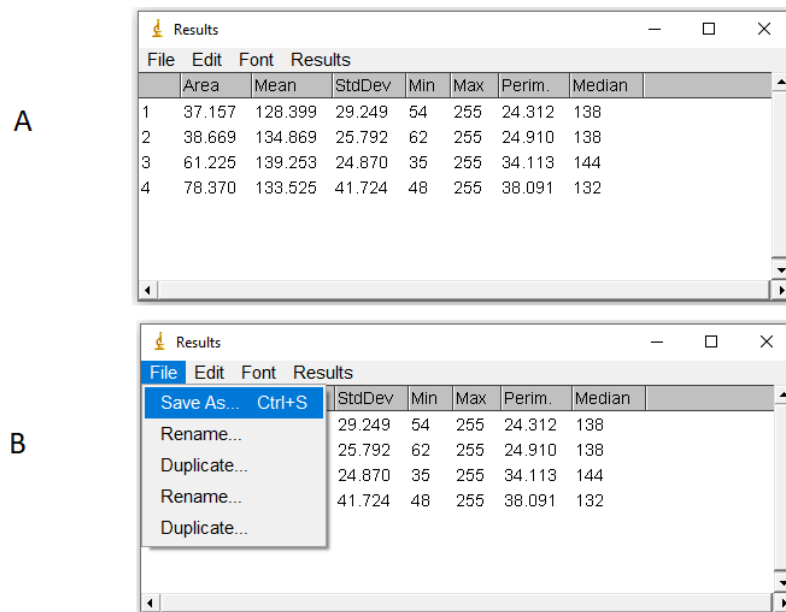 Results
File Edit Font Results
Area Mean StdDev Min Max Perim. Median
A
1 37.157 128.399 29.249 54 255 24.312 138
2 38.669 134.869 25.792 62 255 24.910 138
3 61.225 139.253 24.870 35 255 34.113 144
4 78.370 133.525 41.724 48 255 38.091 132
Results
File Edit Font Results
Save As... Ctrl+S StdDev Min Max Perim. Median
Rename... 29.249 54 255 24.312 138
B
Duplicate... 25.792 62 255 24.910 138
Rename... 24.870 35 255 34.113 144
Duplicate... 41.724 48 255 38.091 132